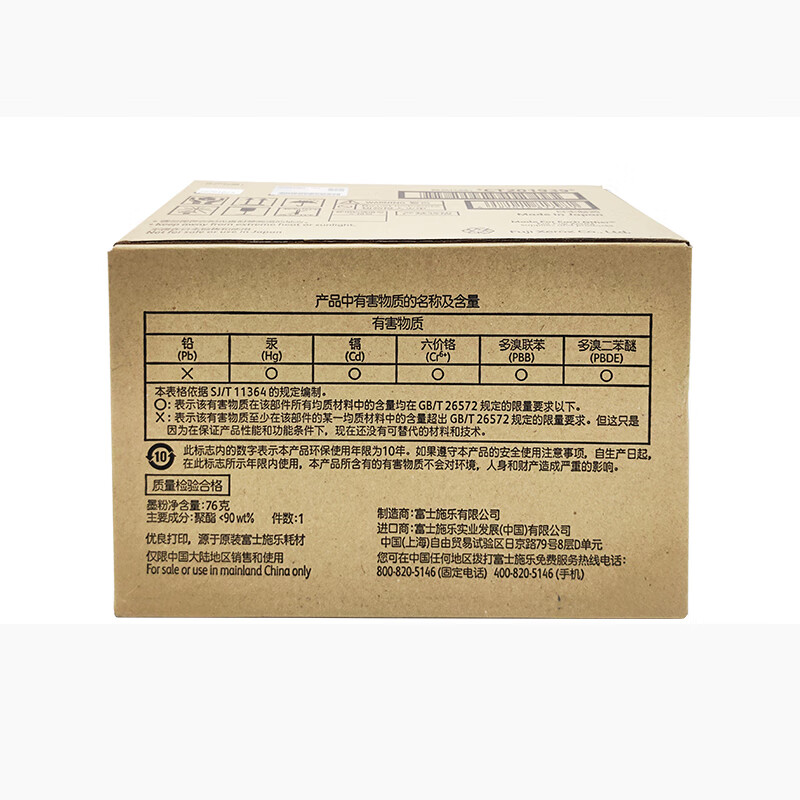 "CT201939"
Made in Japan
Keep away from extreme heat or sunlight.
Not for sale or use in Japan
Fuji Xerox Co., Ltd.
产品中有害物质的名称及含量
有害物质
铅 汞 镉 六价铬 多溴联苯 多溴二苯醚
(Pb) (Hg) (Cd) (Cr6+) (PBB) (PBDE)
× ○ ○ ○ ○ ○
本表格依据 SJ/T 11364 的规定编制。
○: 表示该有害物质在该部件所有均质材料中的含量均在 GB/T 26572 规定的限量要求以下。
×: 表示该有害物质至少在该部件的某一均质材料中的含量超出 GB/T 26572 规定的限量要求。但这只是
因为在保证产品性能和功能条件下，现在还没有可替代的材料和技术。
10 此标志内的数字表示本产品环保使用年限为10年。如果遵守本产品的安全使用注意事项，自生产日起，
在此标志所示年限内使用，本产品所含有的有害物质不会对环境，人身和财产造成严重的影响。
质量检验合格
墨粉净含量:76克
主要成分:聚酯 <90 wt% 件数:1
优良打印，源于原装富士施乐耗材
仅限中国大陆地区销售和使用
For sale or use in mainland China only
制造商:富士施乐有限公司
进口商:富士施乐实业发展(中国)有限公司
中国(上海)自由贸易试验区日京路79号8层D单元
您可在中国任何地区拨打富士施乐免费服务热线电话:
800-820-5146 (固定电话) 400-820-5146 (手机)